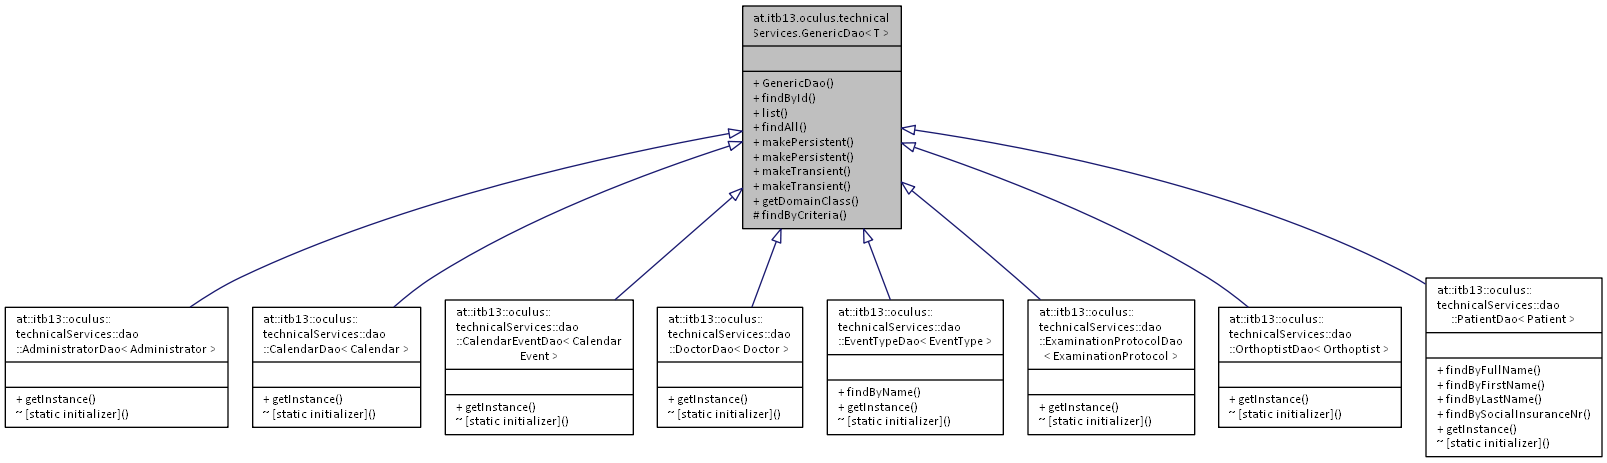 at.itb13.oculus.technical
Services.GenericDao< T >
+ GenericDao()
+ findById()
+ list()
+ findAll()
+ makePersistent()
+ makePersistent()
+ makeTransient()
+ makeTransient()
+ getDomainClass()
# findByCriteria()
at::itb13::oculus::
technicalServices::dao
::AdministratorDao< Administrator >
+ getInstance()
~ [static initializer]()
at::itb13::oculus::
technicalServices::dao
::CalendarDao< Calendar >
+ getInstance()
~ [static initializer]()
at::itb13::oculus::
technicalServices::dao
::CalendarEventDao< Calendar
Event >
+ getInstance()
~ [static initializer]()
at::itb13::oculus::
technicalServices::dao
::DoctorDao< Doctor >
+ getInstance()
~ [static initializer]()
at::itb13::oculus::
technicalServices::dao
::EventTypeDao< EventType >
+ findByName()
+ getInstance()
~ [static initializer]()
at::itb13::oculus::
technicalServices::dao
::ExaminationProtocolDao
< ExaminationProtocol >
+ getInstance()
~ [static initializer]()
at::itb13::oculus::
technicalServices::dao
::OrthoptistDao< Orthoptist >
+ getInstance()
~ [static initializer]()
at::itb13::oculus::
technicalServices::dao
::PatientDao< Patient >
+ findByFullName()
+ findByFirstName()
+ findByLastName()
+ findBySocialInsuranceNr()
+ getInstance()
~ [static initializer]()